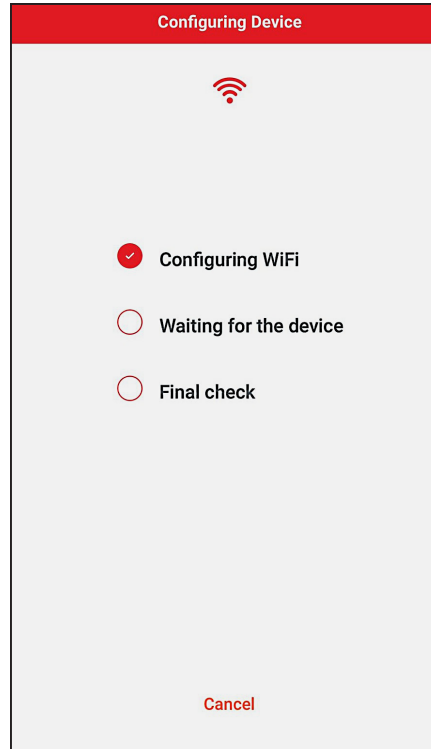 Configuring Device
Configuring WiFi
Waiting for the device
Final check
Cancel